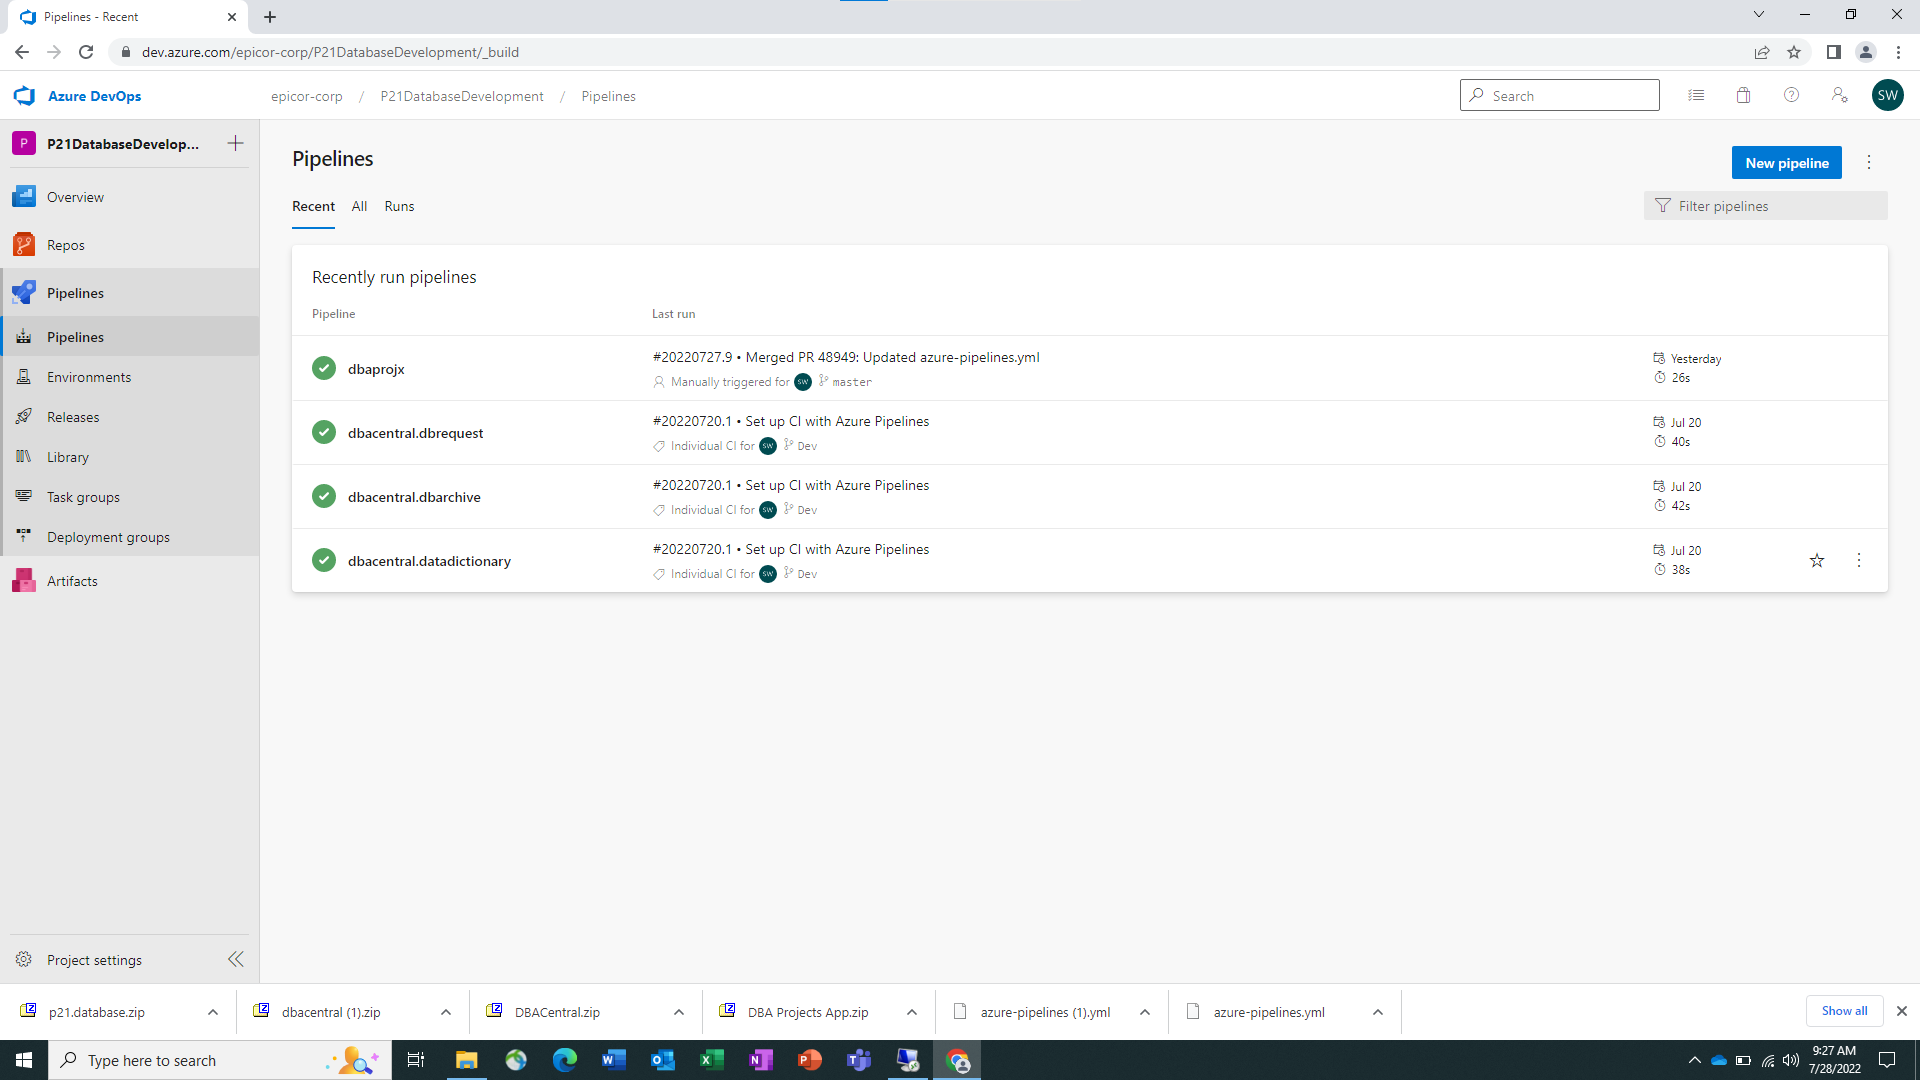 Pipelines - Recent
dev.azure.com/epicor-corp/P21DatabaseDevelopment/_build
Azure DevOps
epicor-corp / P21DatabaseDevelopment / Pipelines
Search
SW
P
P21DatabaseDevelop...
Overview
Repos
Pipelines
Pipelines
Environments
Releases
Library
Task groups
Deployment groups
Artifacts
Project settings
Pipelines
New pipeline
Recent
All
Runs
Filter pipelines
Recently run pipelines
Pipeline
Last run
dbaprojx
#20220727.9 • Merged PR 48949: Updated azure-pipelines.yml
Manually triggered for SW master
Yesterday
26s
dbacentral.dbrequest
#20220720.1 • Set up CI with Azure Pipelines
Individual CI for SW Dev
Jul 20
40s
dbacentral.dbarchive
#20220720.1 • Set up CI with Azure Pipelines
Individual CI for SW Dev
Jul 20
42s
dbacentral.datadictionary
#20220720.1 • Set up CI with Azure Pipelines
Individual CI for SW Dev
Jul 20
38s
p21.database.zip
dbacentral (1).zip
DBACentral.zip
DBA Projects App.zip
azure-pipelines (1).yml
azure-pipelines.yml
Show all
Type here to search
9:27 AM
7/28/2022